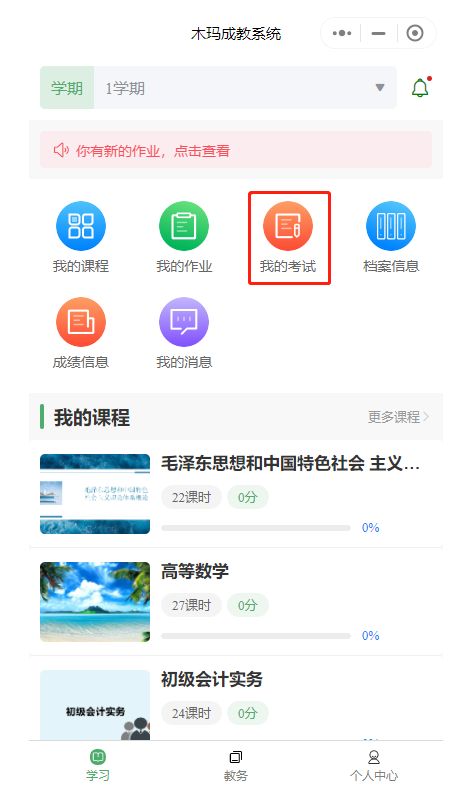 木玛成教系统
学期 1学期
你有新的作业，点击查看
我的课程 我的作业 我的考试 档案信息
成绩信息 我的消息
我的课程 更多课程
毛泽东思想和中国特色社会 主义...
22课时 0分
0%
高等数学
27课时 0分
0%
初级会计实务
初级会计实务
24课时 0分
学习 教务 个人中心